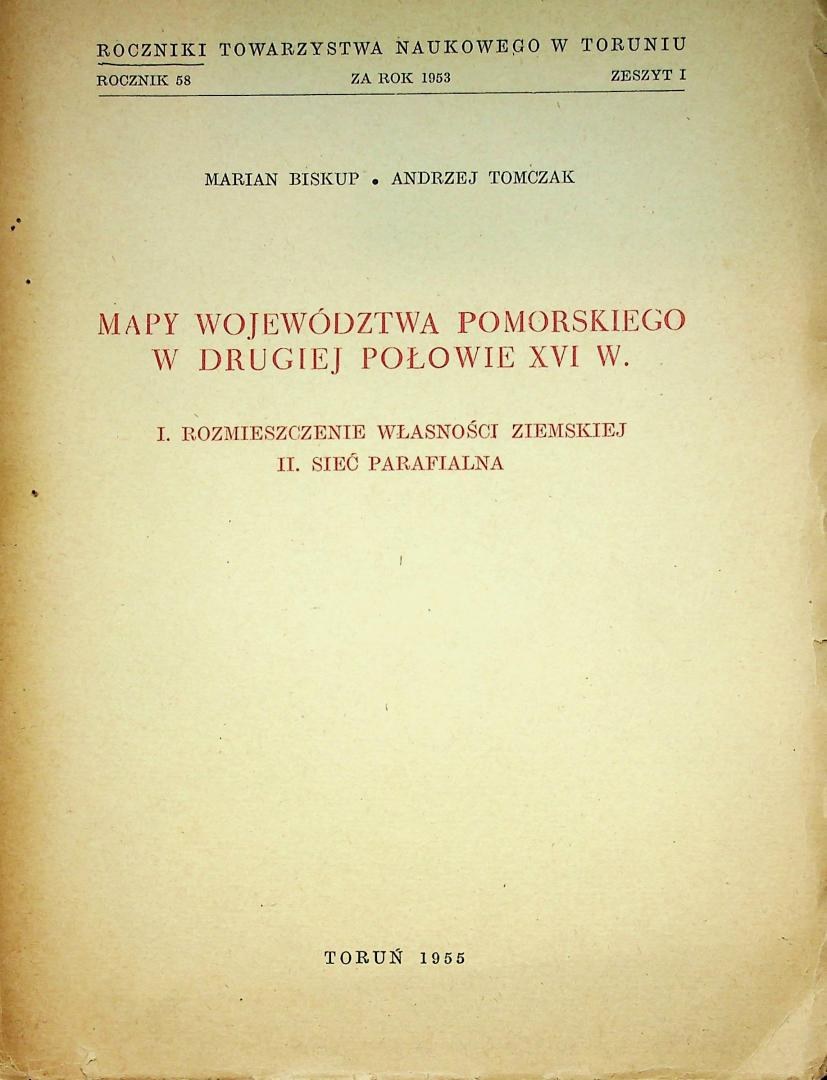 ROCZNIKI TOWARZYSTWA NAUKOWEGO W TORUNIU
ROCZNIK 58 ZA ROK 1953 ZESZYT I
MARIAN BISKUP • ANDRZEJ TOMCZAK
MAPY WOJEWÓDZTWA POMORSKIEGO
W DRUGIEJ POŁOWIE XVI W.
I. ROZMIESZCZENIE WŁASNOŚCI ZIEMSKIEJ
II. SIEĆ PARAFIALNA
TORUŃ 1955